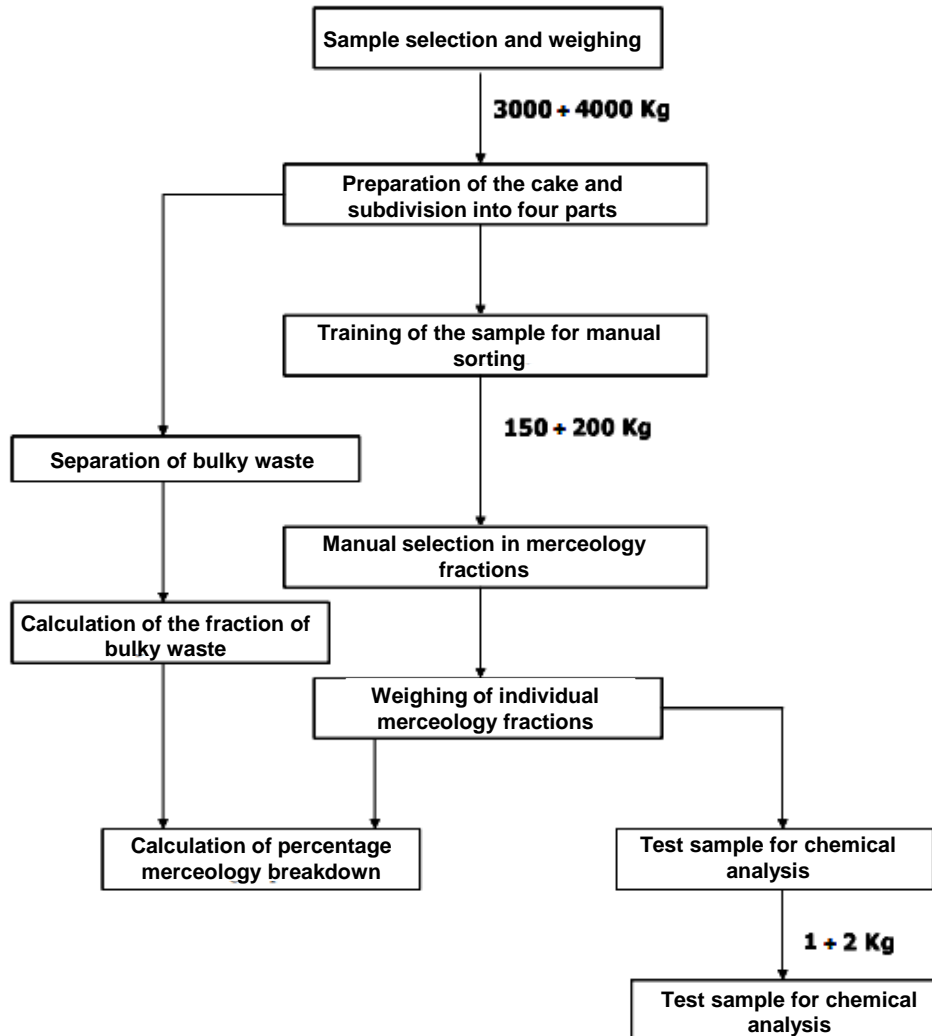 Sample selection and weighing
3000 + 4000 Kg
Preparation of the cake and
subdivision into four parts
Training of the sample for manual
sorting
150 + 200 Kg
Separation of bulky waste
Manual selection in merceology
fractions
Calculation of the fraction of
bulky waste
Weighing of individual
merceology fractions
Calculation of percentage
merceology breakdown
Test sample for chemical
analysis
1 + 2 Kg
Test sample for chemical
analysis